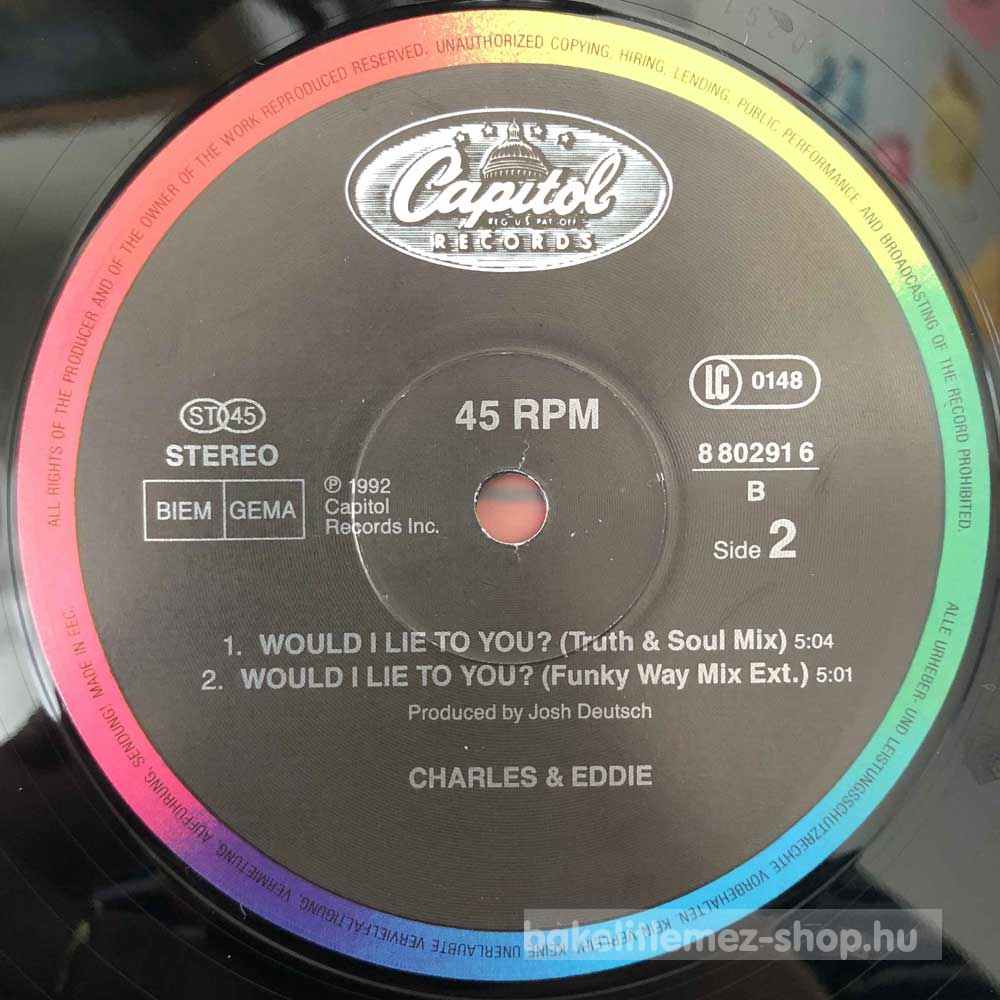 ALL RIGHTS OF THE PRODUCER AND OF THE OWNER OF THE WORK REPRODUCED RESERVED. UNAUTHORIZED COPYING, HIRING, LENDING, PUBLIC PERFORMANCE AND BROADCASTING OF THE RECORD PROHIBITED.
Capitol
REG U S PAT OFF
RECORDS
ST 45
STEREO
BIEM GEMA
℗ 1992
Capitol
Records Inc.
45 RPM
LC 0148
8 80291 6
B
Side 2
1. WOULD I LIE TO YOU? (Truth & Soul Mix) 5:04
2. WOULD I LIE TO YOU? (Funky Way Mix Ext.) 5:01
Produced by Josh Deutsch
CHARLES & EDDIE
ALLE URHEBER- UND LEISTUNGSSCHUTZRECHTE VORBEHALTEN KEIN VERLEIH, KEINE UNERLAUBTE VERVIELFÄLTIGUNG, VERMIETUNG, AUFFÜHRUNG, SENDUNG! MADE IN EEC.
bakelitlemez-shop.hu